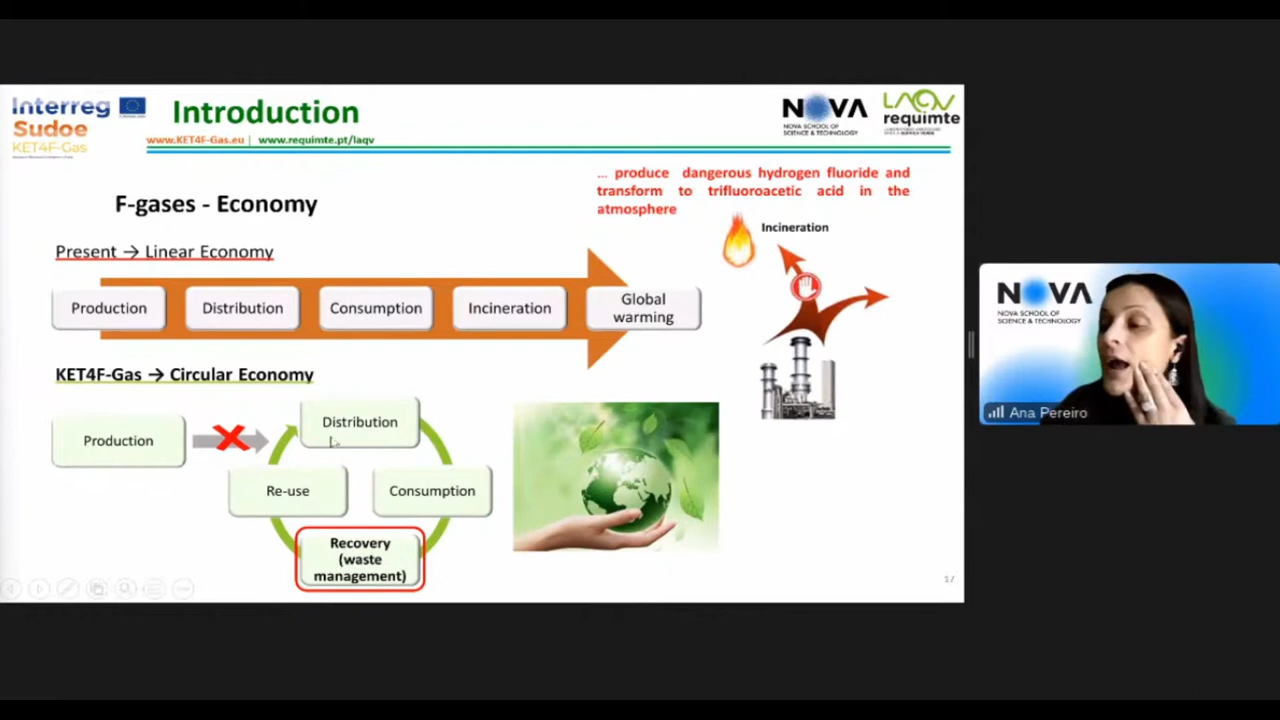 Interreg
Sudoe
KET4F-Gas
Introduction
www.KET4F-Gas.eu | www.requimte.pt/laqv
NOVA
NOVA SCHOOL OF
SCIENCE & TECHNOLOGY
LAQV
requimte
... produce dangerous hydrogen fluoride and
transform to trifluoroacetic acid in the
atmosphere
F-gases - Economy
Incineration
Present → Linear Economy
Production
Distribution
Consumption
Incineration
Global
warming
KET4F-Gas → Circular Economy
Production
Distribution
Re-use
Consumption
Recovery
(waste
management)
17
NOVA
NOVA SCHOOL OF
SCIENCE & TECHNOLOGY
Ana Pereiro